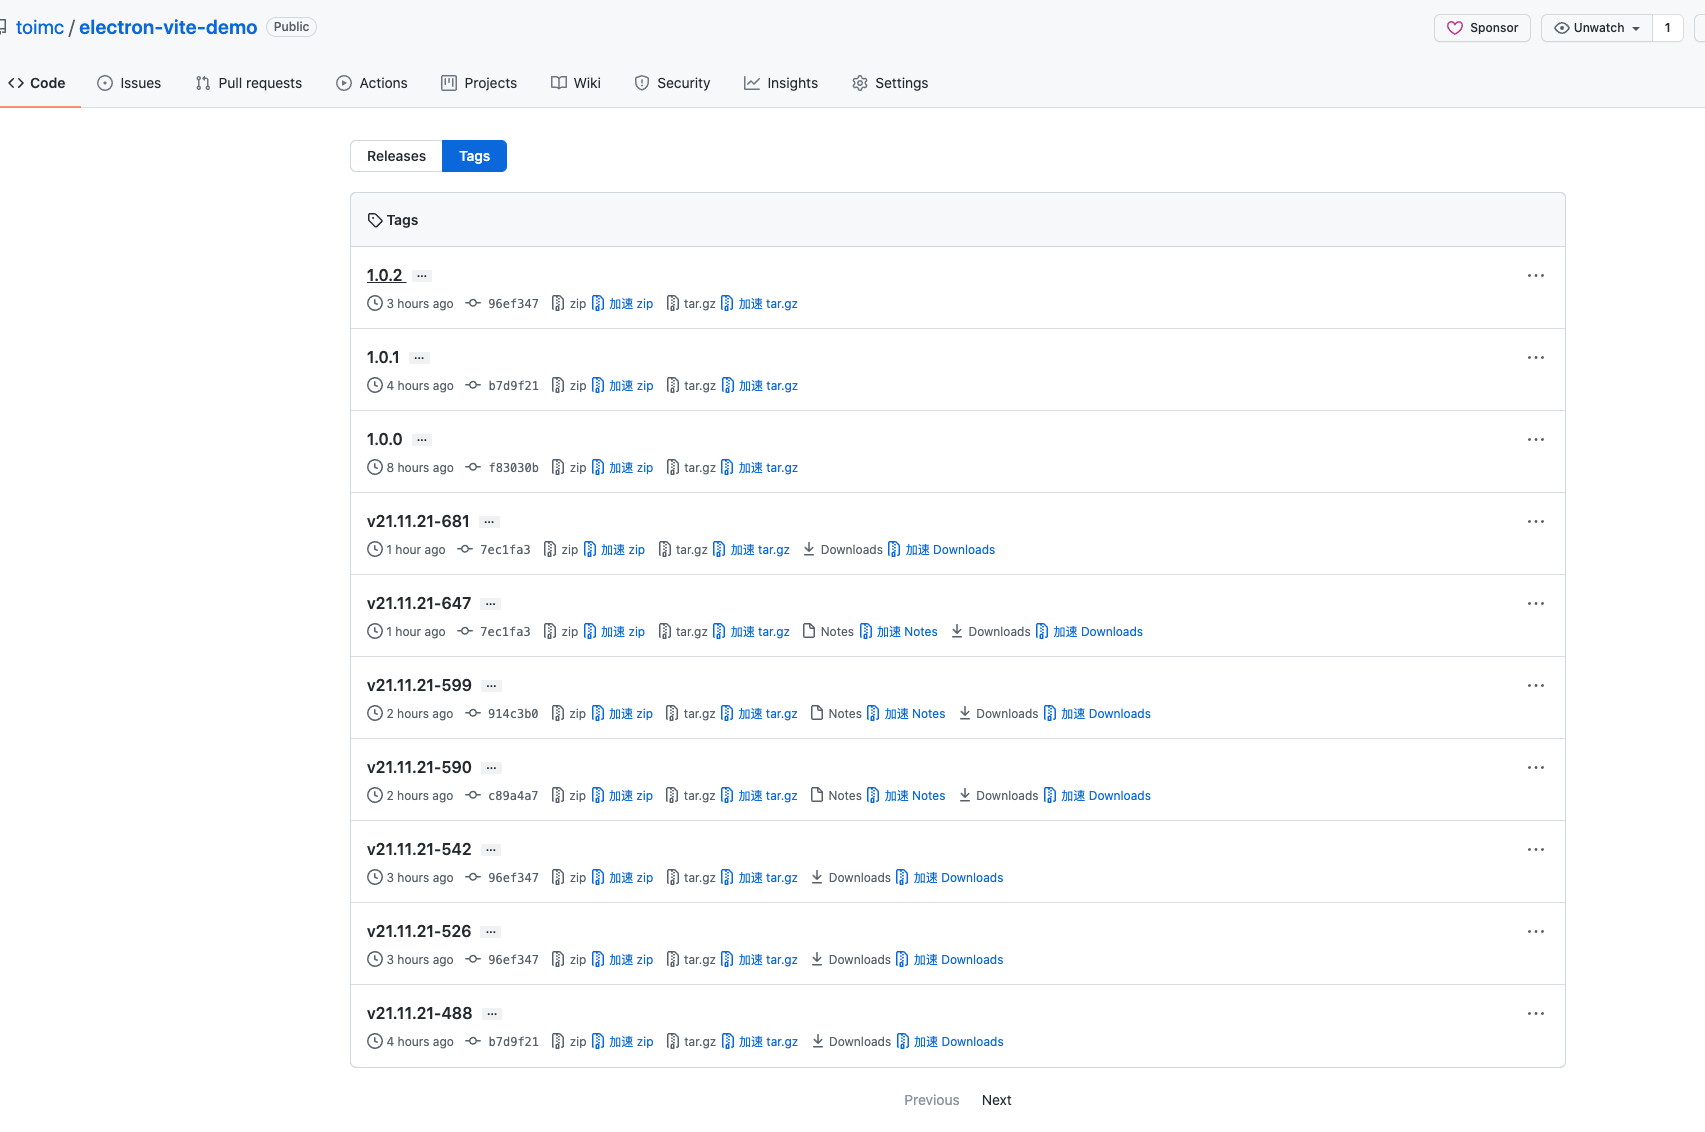 toimc / electron-vite-demo Public Sponsor Unwatch 1
Code Issues Pull requests Actions Projects Wiki Security Insights Settings
Releases Tags
Tags
1.0.2 ...
3 hours ago 96ef347 zip 加速 zip tar.gz 加速 tar.gz
1.0.1 ...
4 hours ago b7d9f21 zip 加速 zip tar.gz 加速 tar.gz
1.0.0 ...
8 hours ago f83030b zip 加速 zip tar.gz 加速 tar.gz
v21.11.21-681 ...
1 hour ago 7ec1fa3 zip 加速 zip tar.gz 加速 tar.gz Downloads 加速 Downloads
v21.11.21-647 ...
1 hour ago 7ec1fa3 zip 加速 zip tar.gz 加速 tar.gz Notes 加速 Notes Downloads 加速 Downloads
v21.11.21-599 ...
2 hours ago 914c3b0 zip 加速 zip tar.gz 加速 tar.gz Notes 加速 Notes Downloads 加速 Downloads
v21.11.21-590 ...
2 hours ago c89a4a7 zip 加速 zip tar.gz 加速 tar.gz Notes 加速 Notes Downloads 加速 Downloads
v21.11.21-542 ...
3 hours ago 96ef347 zip 加速 zip tar.gz 加速 tar.gz Downloads 加速 Downloads
v21.11.21-526 ...
3 hours ago 96ef347 zip 加速 zip tar.gz 加速 tar.gz Downloads 加速 Downloads
v21.11.21-488 ...
4 hours ago b7d9f21 zip 加速 zip tar.gz 加速 tar.gz Downloads 加速 Downloads
Previous Next